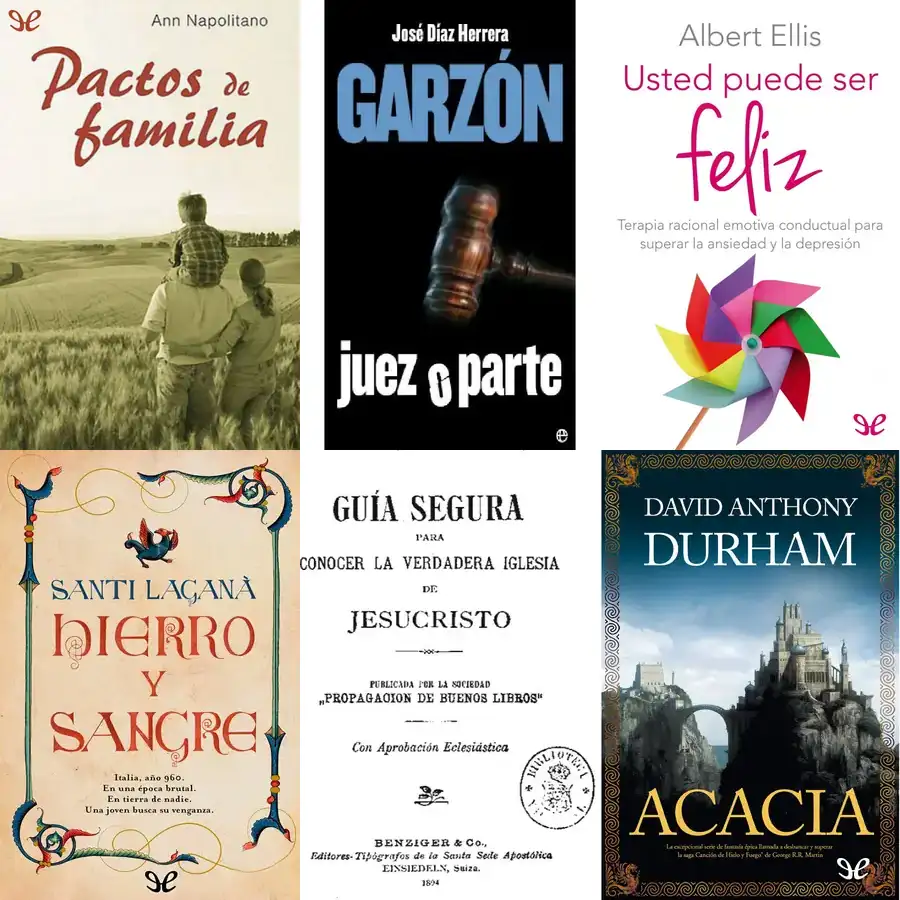 Ann Napolitano
Pactos de
familia
José Díaz Herrera
GARZÓN
juez o parte
Albert Ellis
Usted puede ser
feliz
Terapia racional emotiva conductual para
superar la ansiedad y la depresión
SANTI LAGANÀ
HIERRO
Y
SANGRE
Italia, año 960.
En una época brutal.
En tierra de nadie.
Una joven busca su venganza.
GUÍA SEGURA
PARA
CONOCER LA VERDADERA IGLESIA
DE
JESUCRISTO
PUBLICADA POR LA SOCIEDAD
„PROPAGACION DE BUENOS LIBROS“
Con Aprobación Eclesiástica
BIBLIOTECA
BENZIGER & Co.,
Editores-Tipógrafos de la Santa Sede Apostólica
EINSIEDELN, Suiza.
1894
DAVID ANTHONY
DURHAM
ACACIA
La excepcional serie de fantasía épica llamada a desbancar y superar
la saga Canción de Hielo y Fuego" de George R.R. Martin